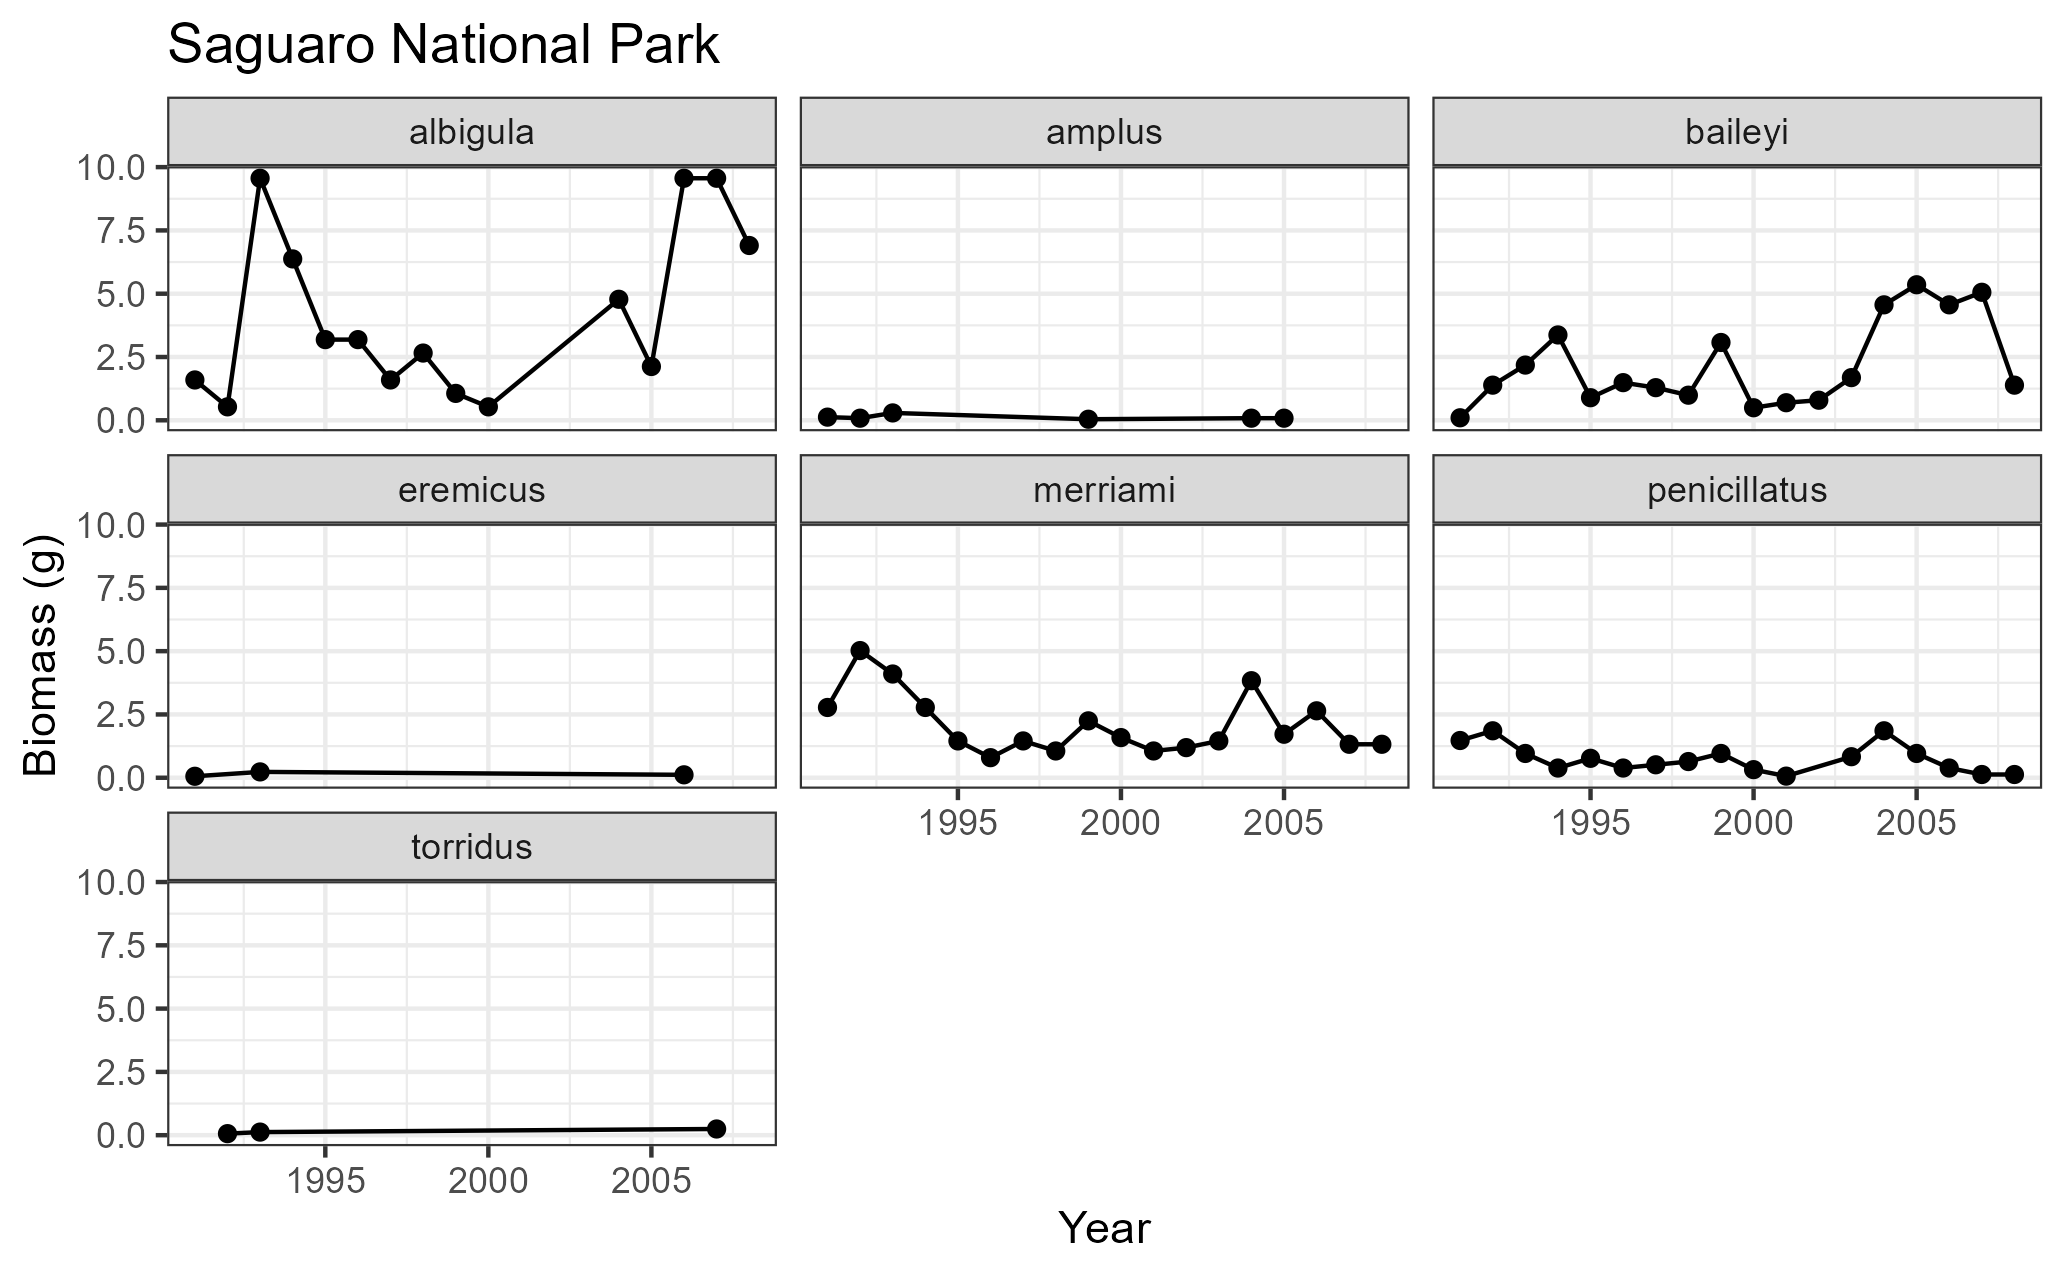 Saguaro National Park
albigula amplus baileyi
10.0
7.5
5.0
2.5
0.0
eremicus merriami penicillatus
10.0
7.5
5.0
2.5
0.0
1995 2000 2005 1995 2000 2005
torridus
10.0
7.5
5.0
2.5
0.0
1995 2000 2005
Biomass (g)
Year